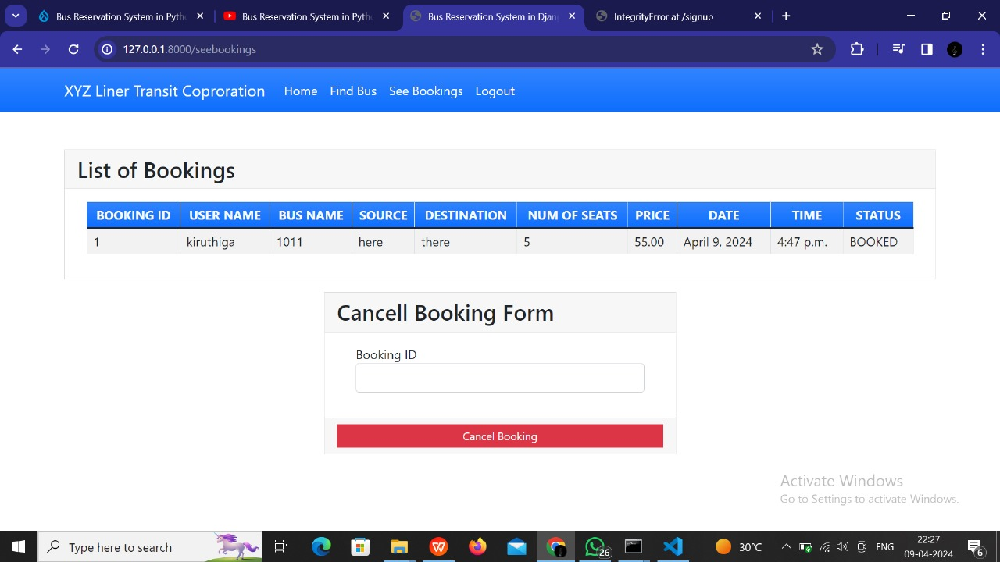 Bus Reservation System in Pytho
Bus Reservation System in Pytho
Bus Reservation System in Djan
IntegrityError at /signup
127.0.0.1:8000/seebookings
XYZ Liner Transit Coproration
Home
Find Bus
See Bookings
Logout
List of Bookings
BOOKING ID USER NAME BUS NAME SOURCE DESTINATION NUM OF SEATS PRICE DATE TIME STATUS
1 kiruthiga 1011 here there 5 55.00 April 9, 2024 4:47 p.m. BOOKED
Cancell Booking Form
Booking ID
Cancel Booking
Activate Windows
Go to Settings to activate Windows.
Type here to search
26
30°C
ENG
22:27
09-04-2024
6